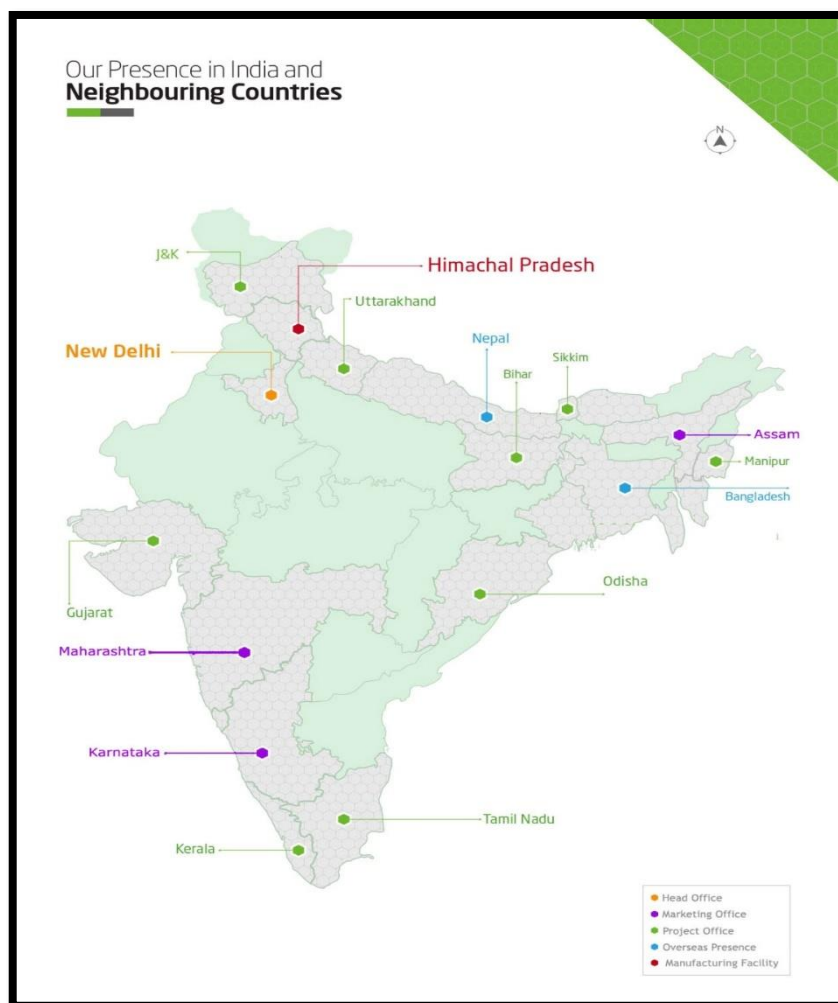 Our Presence in India and
Neighbouring Countries
N
J&K
Himachal Pradesh
Uttarakhand
New Delhi
Nepal
Bihar
Sikkim
Assam
Manipur
Bangladesh
Gujarat
Odisha
Maharashtra
Karnataka
Tamil Nadu
Kerala
Head Office
Marketing Office
Project Office
Overseas Presence
Manufacturing Facility